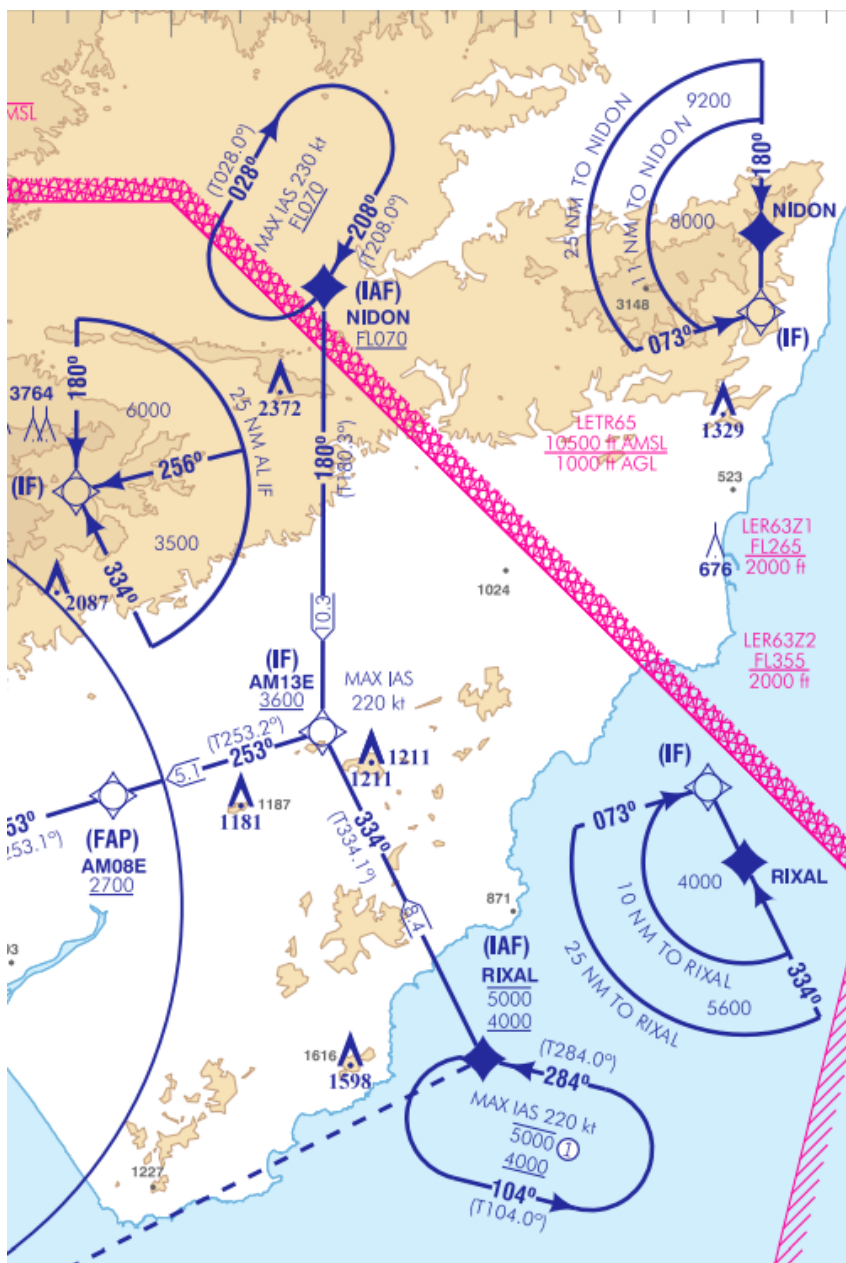 MSL
(T028.0°)
028°
MAX IAS 230 kt
FL070
208°
(T208.0°)
(IAF)
NIDON
FL070
25 NM TO NIDON
9200
11 NM TO NIDON
180°
NIDON
8000
3148
073°
(IF)
2372
3764
180°
6000
25 NM AL IF
256°
(IF)
3500
334°
2087
180°
(T180.3°)
10.3
LETR65
10500 ft AMSL
1000 ft AGL
1329
523
LER63Z1
FL265
2000 ft
676
1024
LER63Z2
FL355
2000 ft
(IF)
AM13E
3600
MAX IAS
220 kt
(T253.2°)
253°
5.1
1211
1211
1181
1187
53°
253.1°)
(FAP)
AM08E
2700
334°
(T334.1°)
8.4
(IF)
073°
4000
RIXAL
10 NM TO RIXAL
25 NM TO RIXAL
5600
334°
871
93
(IAF)
RIXAL
5000
4000
1616
1598
(T284.0°)
284°
MAX IAS 220 kt
5000 1
4000
104°
(T104.0°)
1227